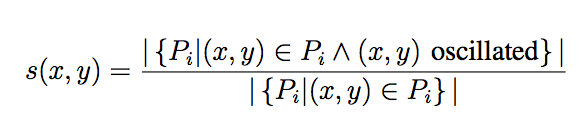 s(x, y) = | {P_i|(x, y) ∈ P_i ∧ (x, y) oscillated} | / | {P_i|(x, y) ∈ P_i} |